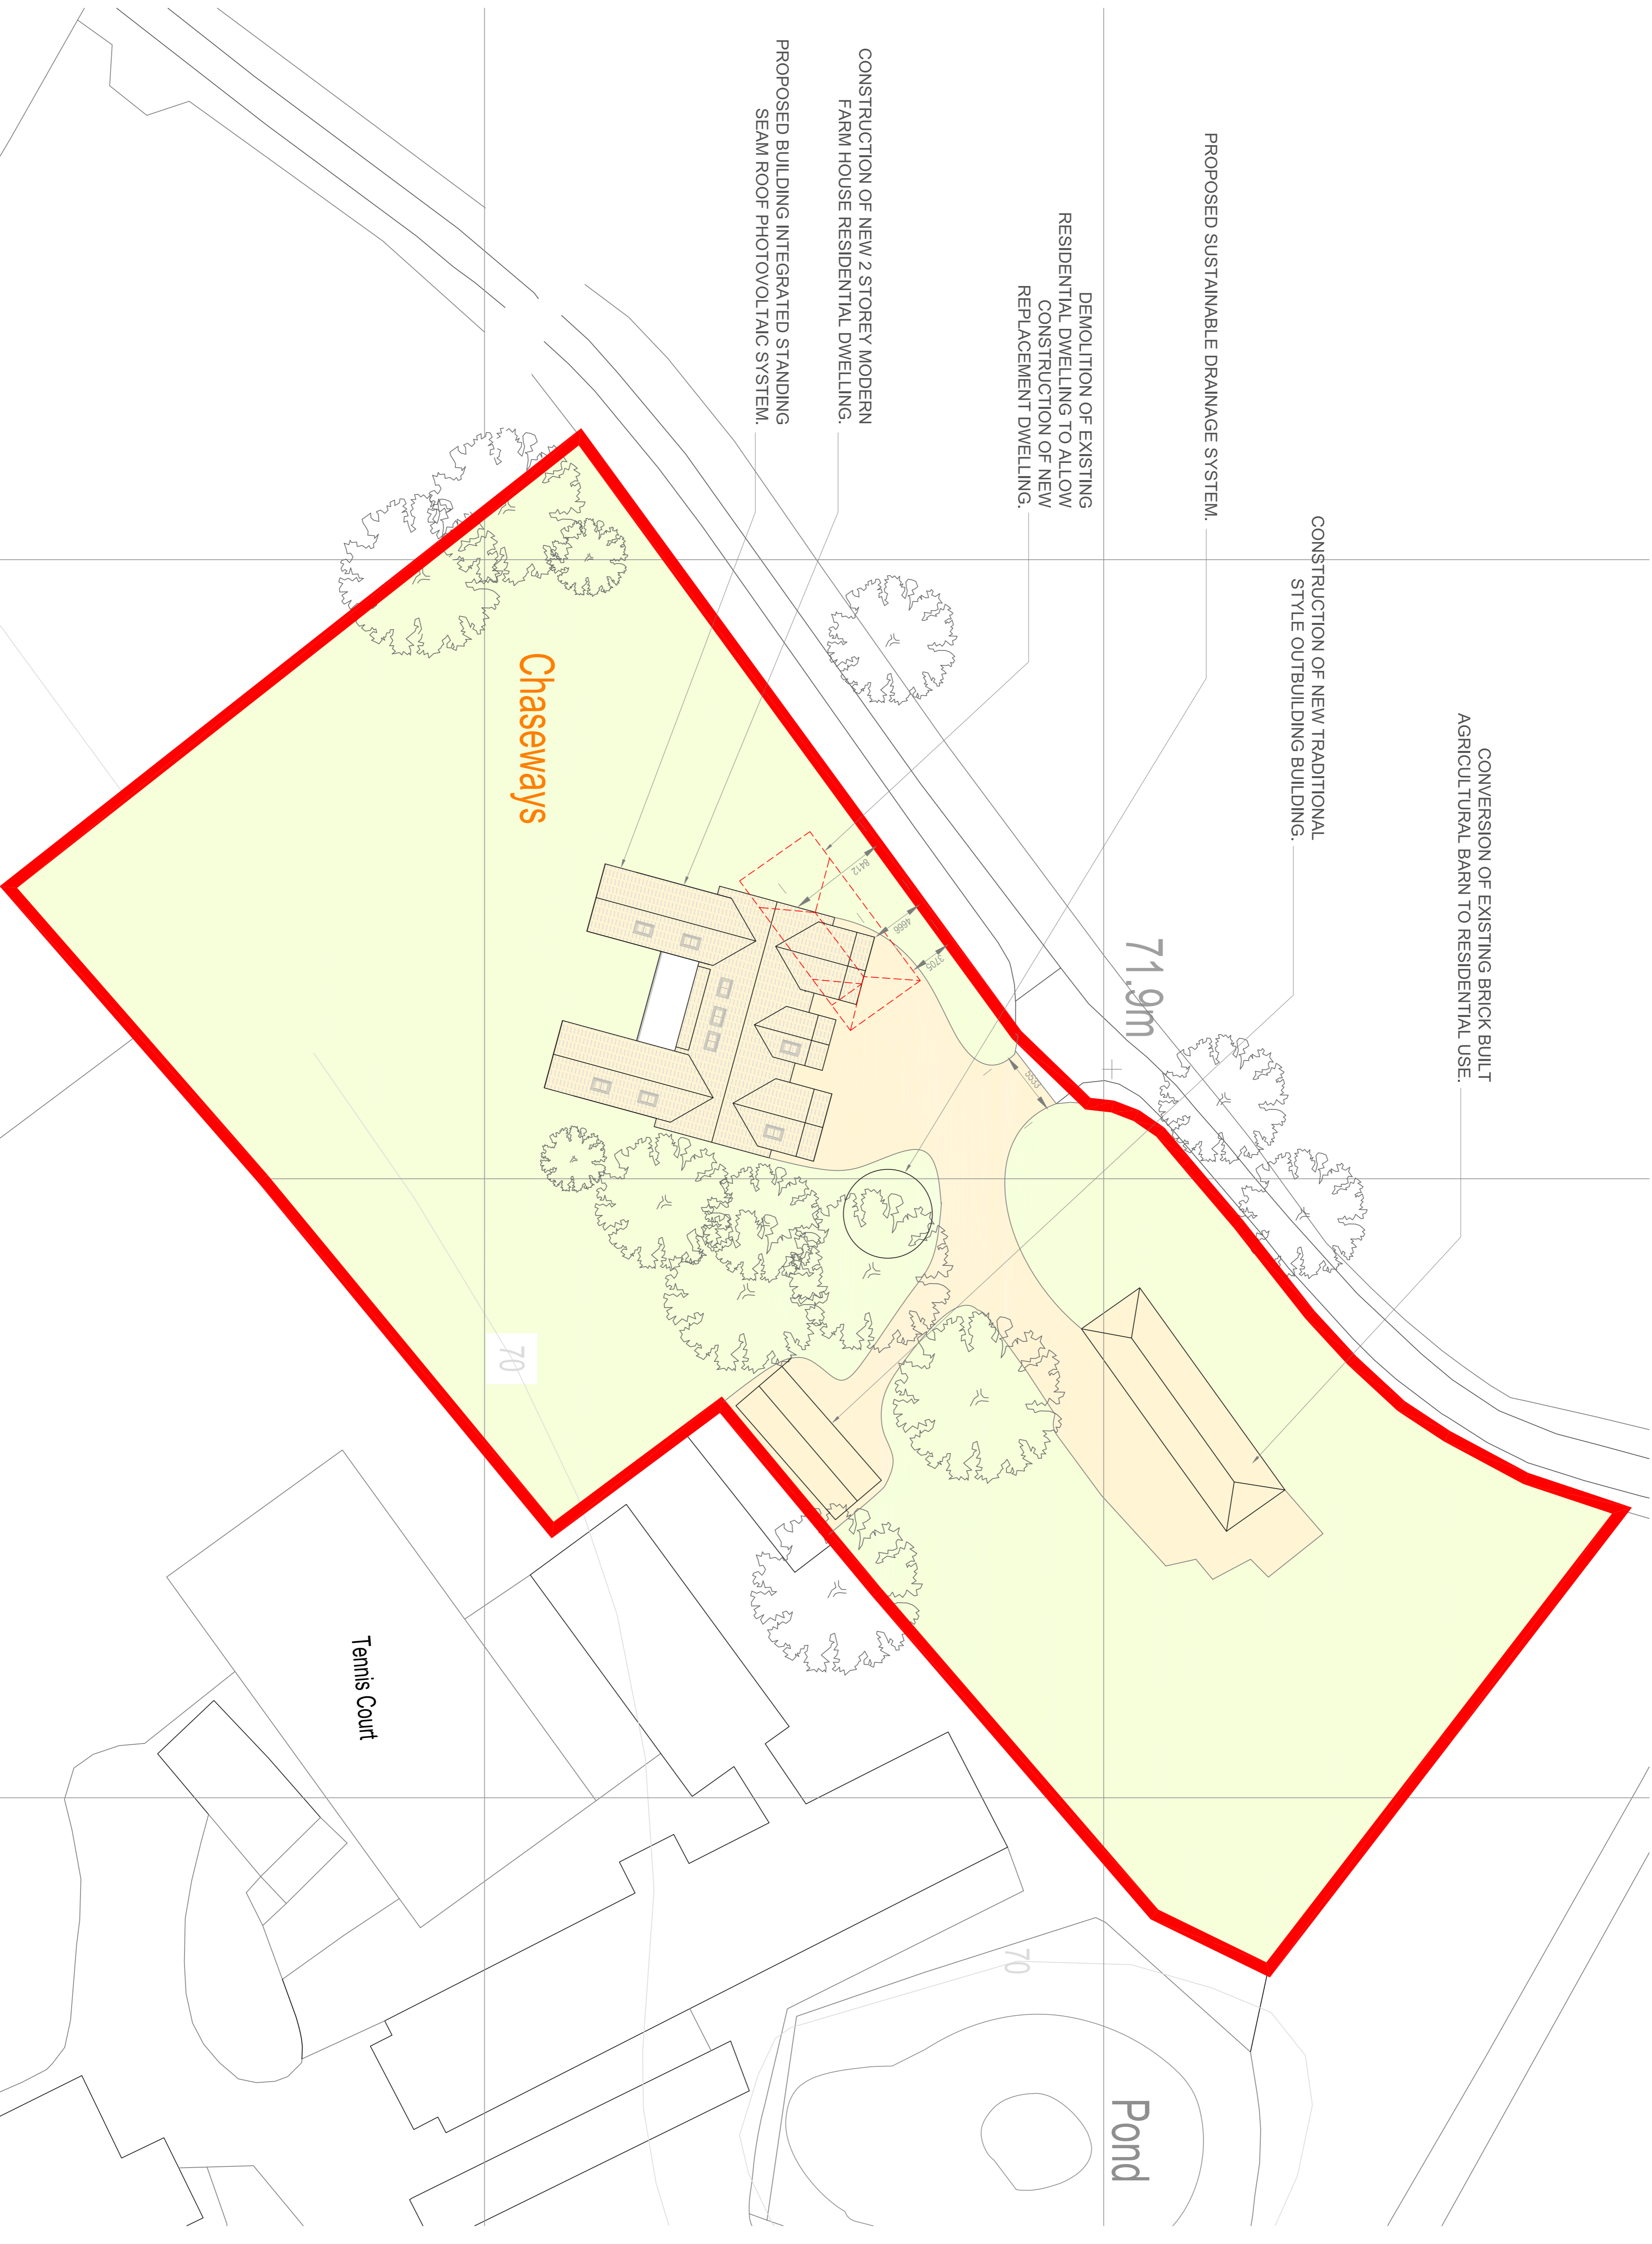 CONVERSION OF EXISTING BRICK BUILT
AGRICULTURAL BARN TO RESIDENTIAL USE.
CONSTRUCTION OF NEW TRADITIONAL
STYLE OUTBUILDING BUILDING.
PROPOSED SUSTAINABLE DRAINAGE SYSTEM.
DEMOLITION OF EXISTING
RESIDENTIAL DWELLING TO ALLOW
CONSTRUCTION OF NEW
REPLACEMENT DWELLING.
CONSTRUCTION OF NEW 2 STOREY MODERN
FARM HOUSE RESIDENTIAL DWELLING.
PROPOSED BUILDING INTEGRATED STANDING
SEAM ROOF PHOTOVOLTAIC SYSTEM.
71.9m
Chaseways
8412
4666
3705
70
Tennis Court
70
Pond